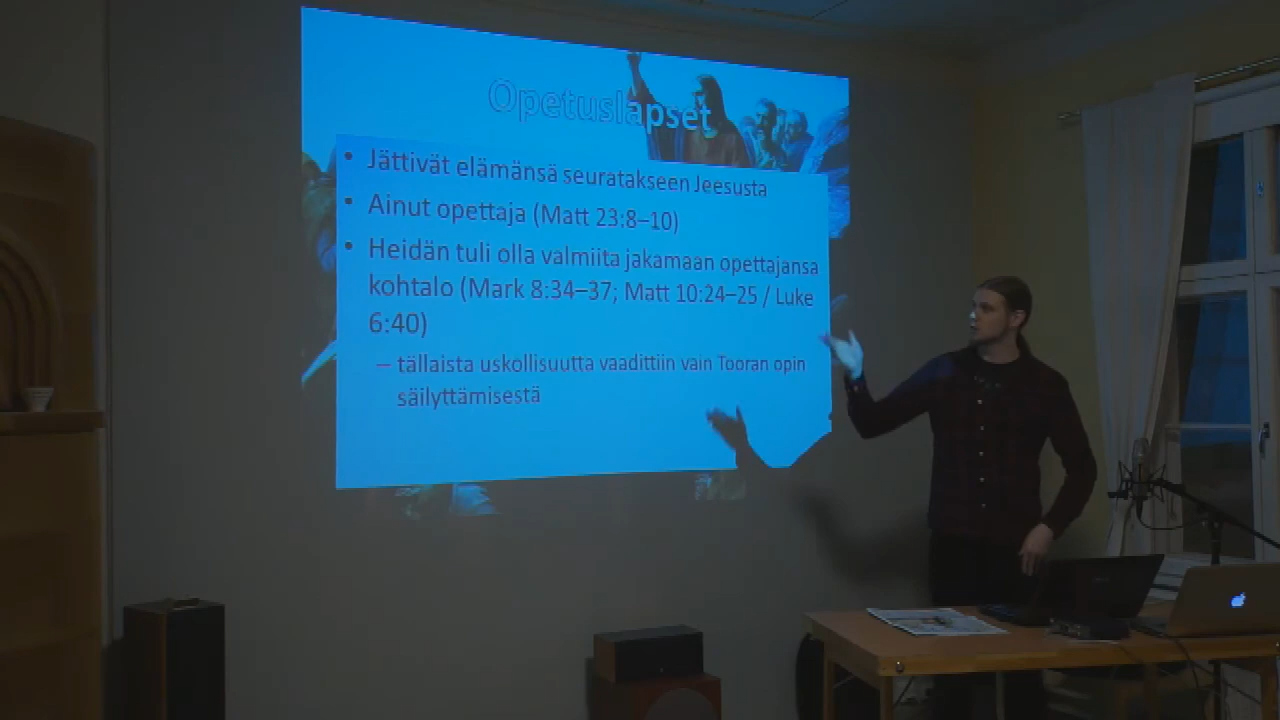 Opetuslapset
• Jättivät elämänsä seuratakseen Jeesusta
• Ainut opettaja (Matt 23:8–10)
• Heidän tuli olla valmiita jakamaan opettajansa
kohtalo (Mark 8:34–37; Matt 10:24–25 / Luke
6:40)
– tällaista uskollisuutta vaadittiin vain Tooran opin
säilyttämisestä